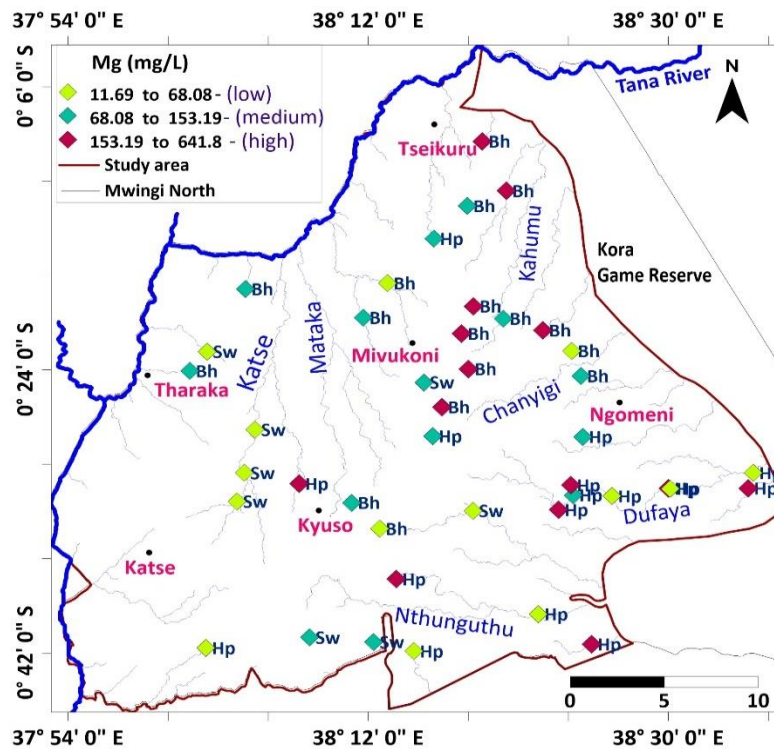 37° 54' 0" E
38° 12' 0" E
38° 30' 0" E
0° 6' 0" S
Mg (mg/L)
11.69 to 68.08 - (low)
68.08 to 153.19 - (medium)
153.19 to 641.8 - (high)
Study area
Mwingi North
Tana River
N
Tseikuru
Bh
Bh
Bh
Hp
Kahumu
Kora
Game Reserve
Bh
Bh
Bh
Bh
Bh
Bh
Bh
Mataka
Mivukoni
Katse
Sw
Bh
0° 24' 0" S
Tharaka
Bh
Bh
Bh
Sw
Chanyigi
Bh
Ngomeni
Sw
Hp
Hp
Sw
Hp
Hp
Hp
Hp
Hp
Hp
Hp
Sw
Bh
Sw
Hp
Dufaya
Kyuso
Bh
Katse
Hp
Nthunguthu
Hp
Hp
Sw
Sw
Hp
Hp
0° 42' 0" S
0 5 10
37° 54' 0" E
38° 12' 0" E
38° 30' 0" E